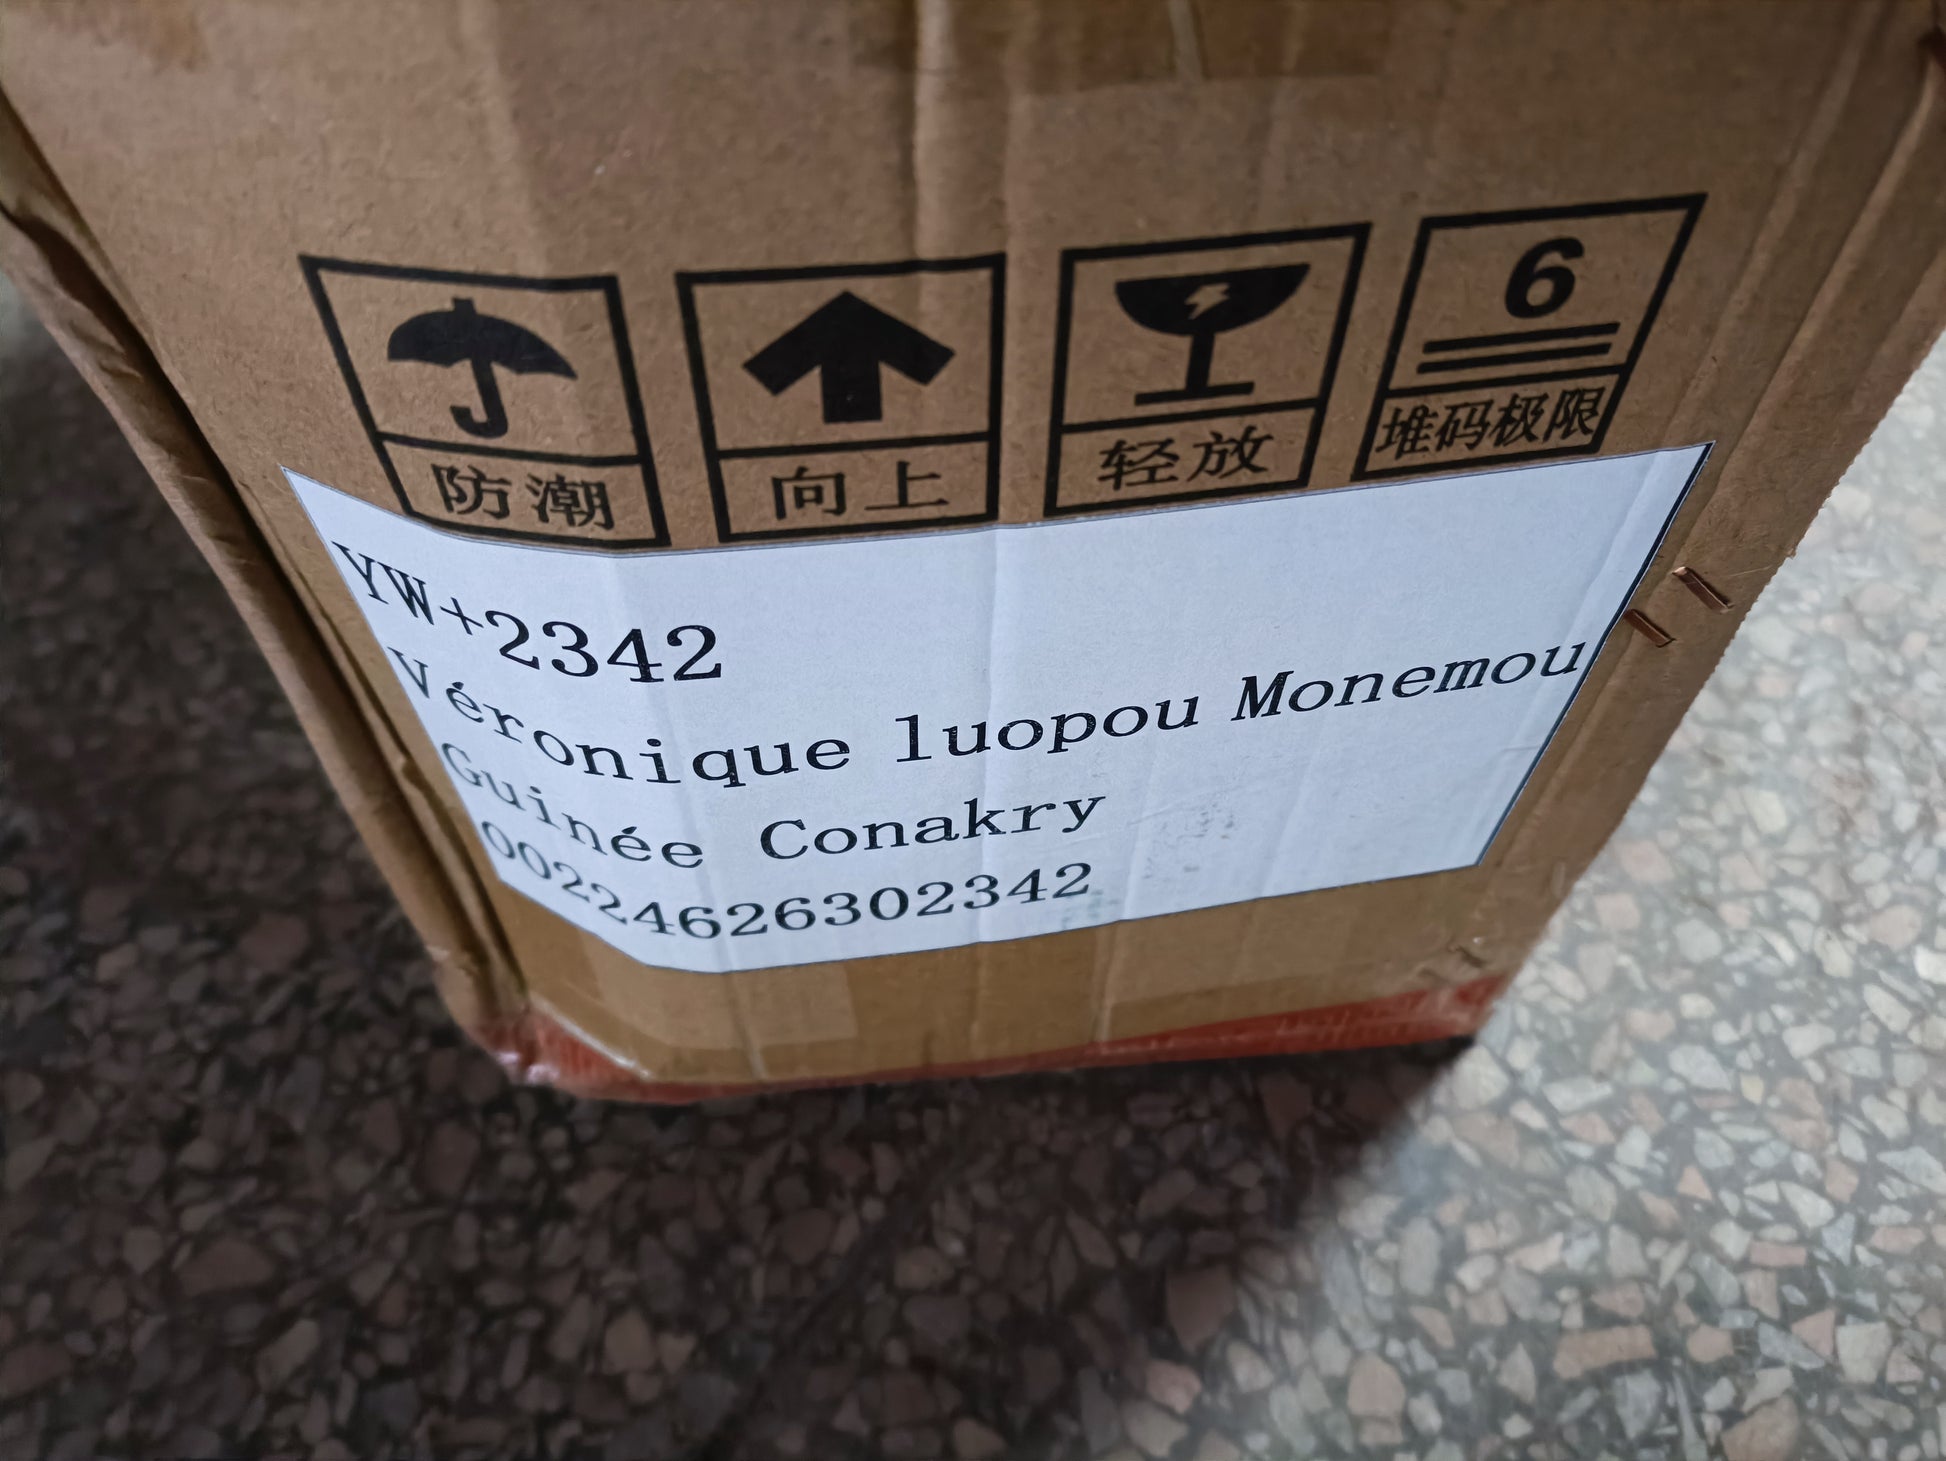 6
防潮 向上 轻放 堆码极限
YW+2342
Véronique luopou Monemou
Guinée Conakry
00224626302342